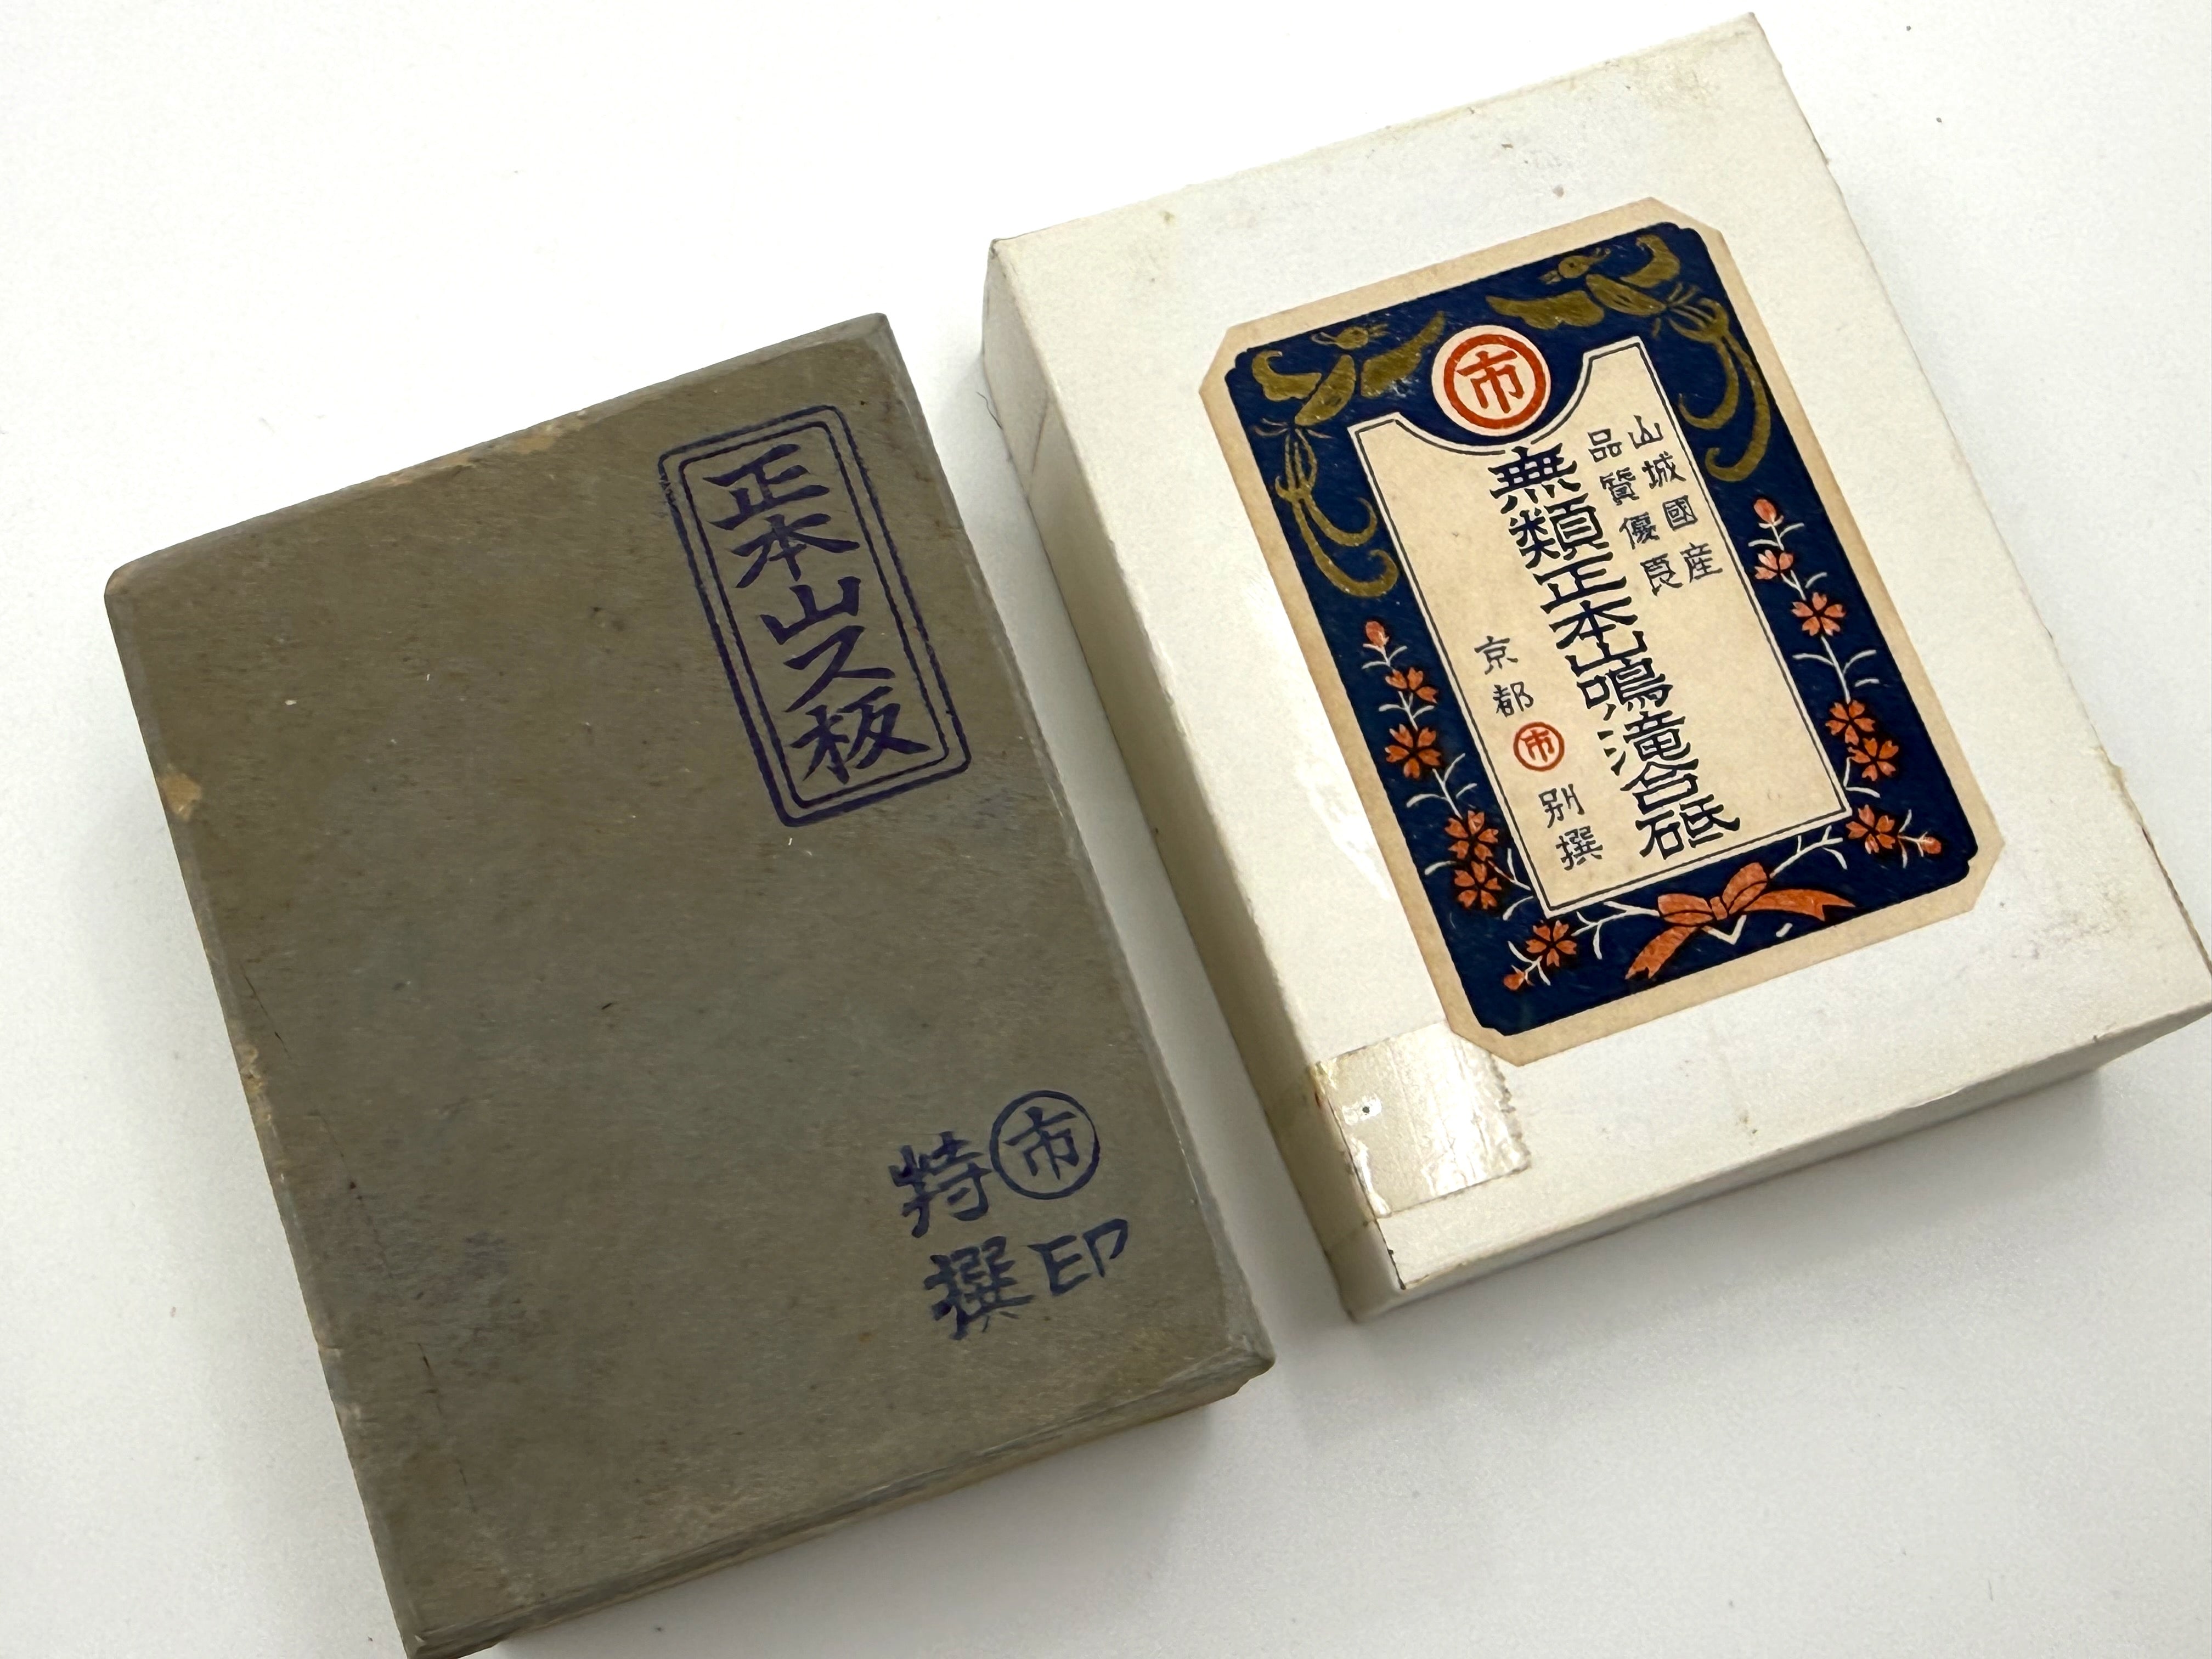 正本山ス板
㊞市印
特撰
市
山城國産
品質優良
無類正本山鳴滝合砥
京都市別撰